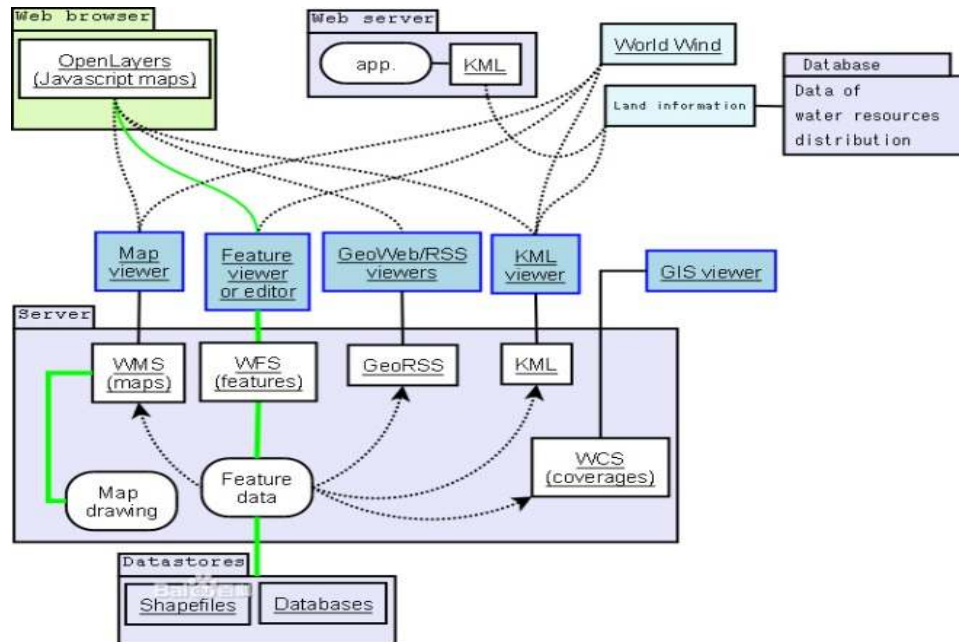 Web browser
OpenLayers
(Javascript maps)
Web server
app.
KML
World Wind
Land information
Database
Data of
water resources
distribution
Map
viewer
Feature
viewer
or editor
GeoWeb/RSS
viewers
KML
viewer
GIS viewer
Server
WMS
(maps)
WFS
(features)
GeoRSS
KML
WCS
(coverages)
Map
drawing
Feature
data
Datastores
Shapefiles
Databases